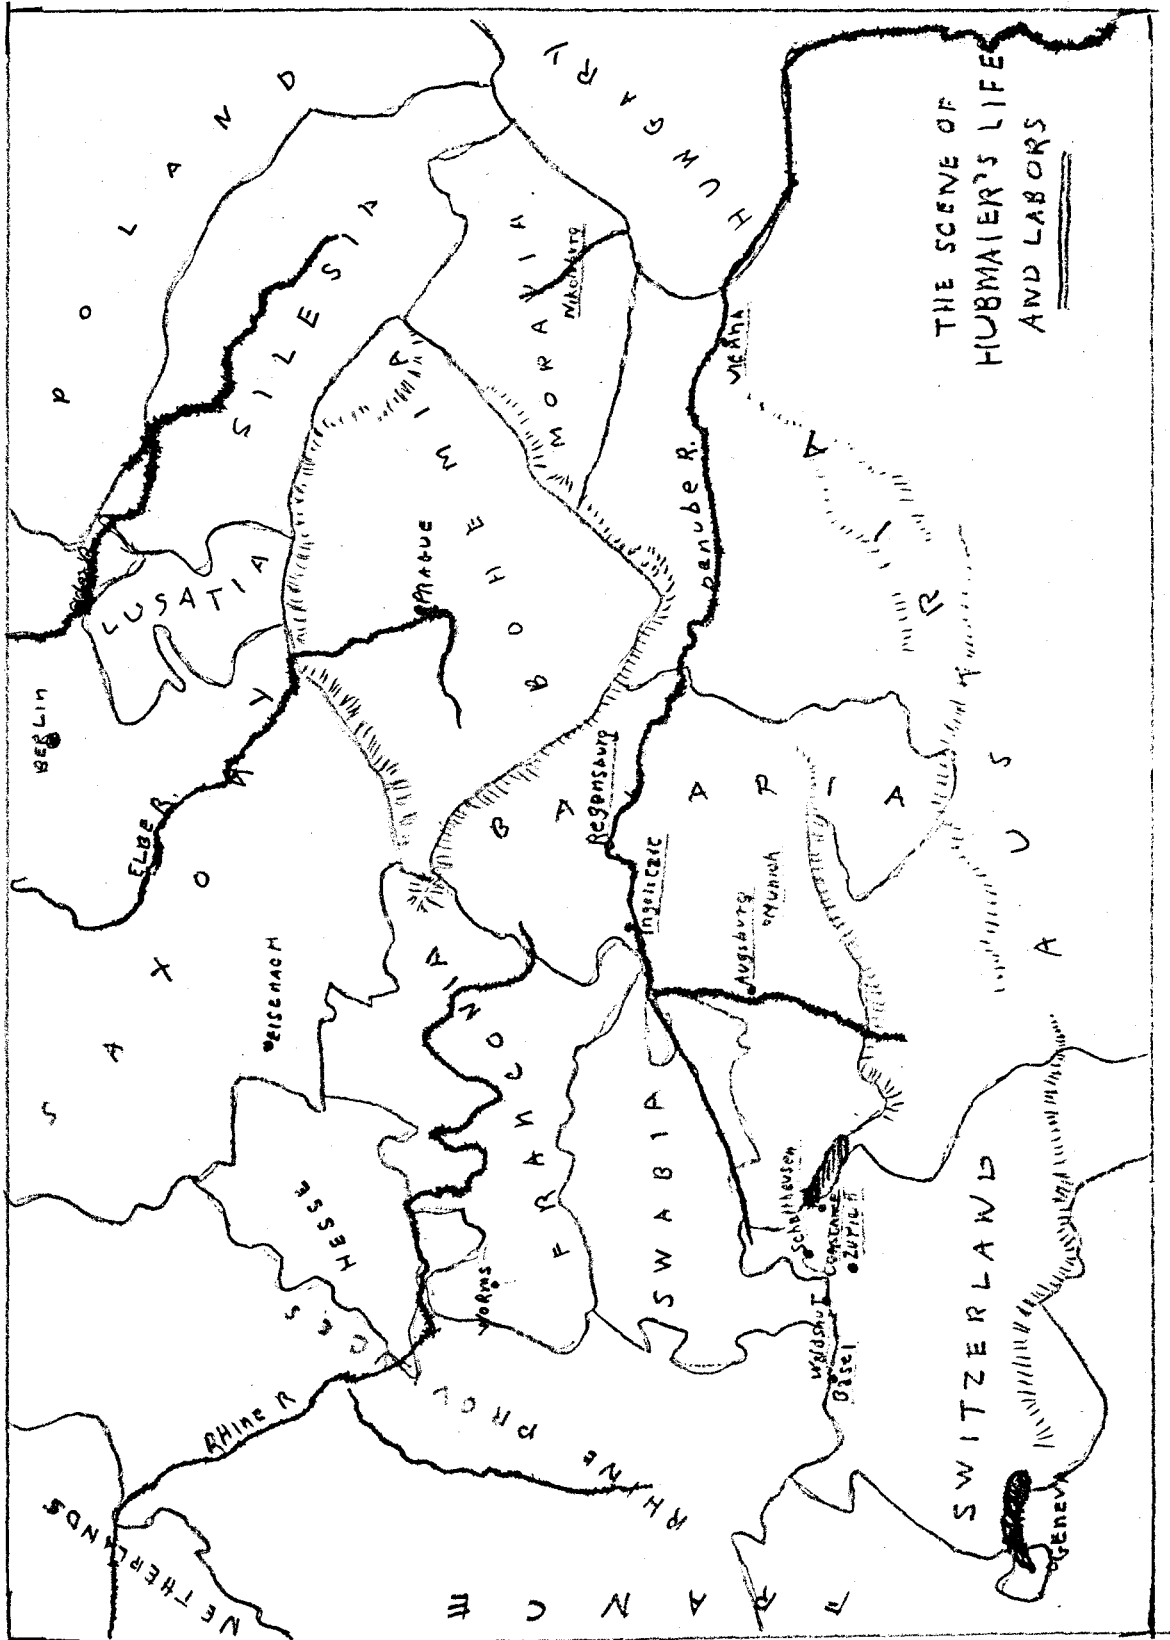 THE SCENE OF
HUBMAIER'S LIFE
AND LABORS
NETHERLANDS
RHINE R
RHINE PROVINCES
FRANCE
HESSE
WORMS
SAXONY
EISENACH
ELBE R.
BERLIN
LUSATIA
Oder R.
POLAND
SILESIA
BOHEMIA
PRAGUE
MORAVIA
Nikolsburg
HUNGARY
Vienna
Danube R.
FRANCONIA
BAVARIA
Regensburg
Augsburg
Munich
SWABIA
Schaffhausen
Constance
Zurich
Waldshut
Basel
SWITZERLAND
GENEVA
AUSTRIA